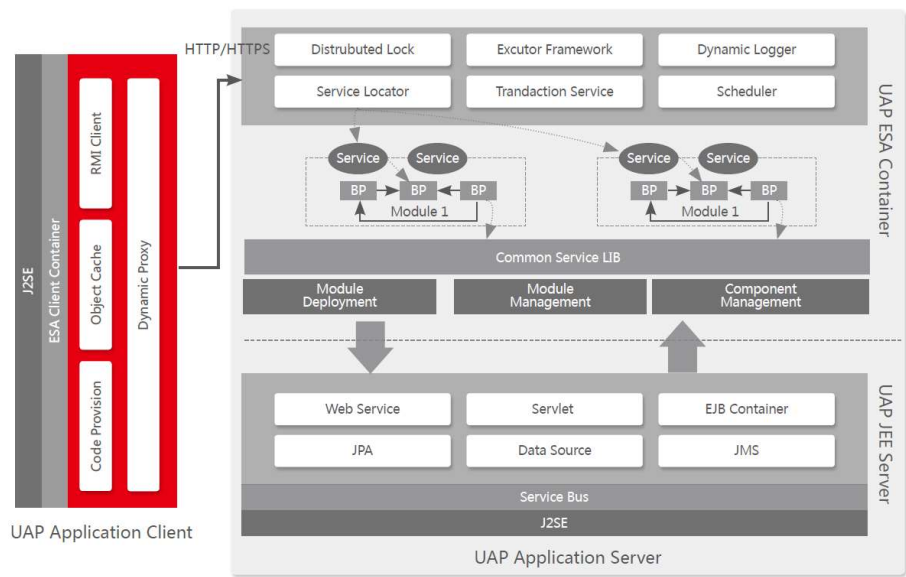 HTTP/HTTPS
J2SE
ESA Client Container
RMI Client
Object Cache
Code Provision
Dynamic Proxy
UAP Application Client
Distrubuted Lock
Excutor Framework
Dynamic Logger
Service Locator
Trandaction Service
Scheduler
UAP ESA Container
Service
Service
BP
BP
BP
Module 1
Service
Service
BP
BP
BP
Module 1
Common Service LIB
Module
Deployment
Module
Management
Component
Management
Web Service
Servlet
EJB Container
JPA
Data Source
JMS
UAP JEE Server
Service Bus
J2SE
UAP Application Server